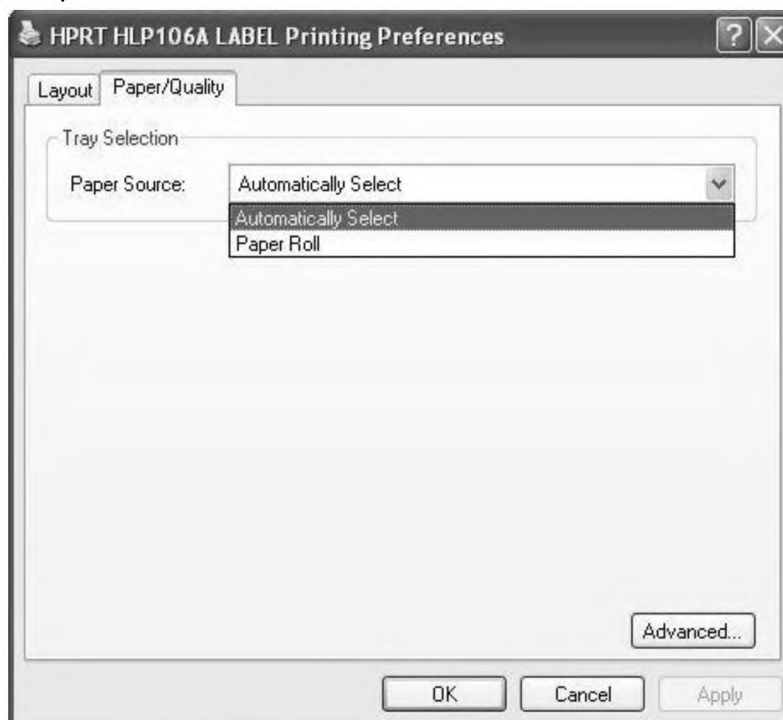 HPRT HLP106A LABEL Printing Preferences
Layout Paper/Quality
Tray Selection
Paper Source: Automatically Select
Automatically Select
Paper Roll
Advanced...
OK Cancel Apply